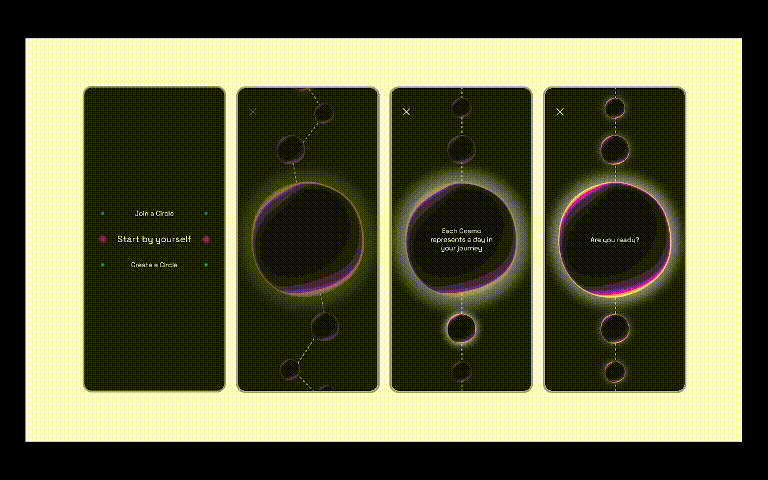 Join a Circle
Start by yourself
Create a Circle
Each Cosmo
represents a day in
your journey
Are you ready?